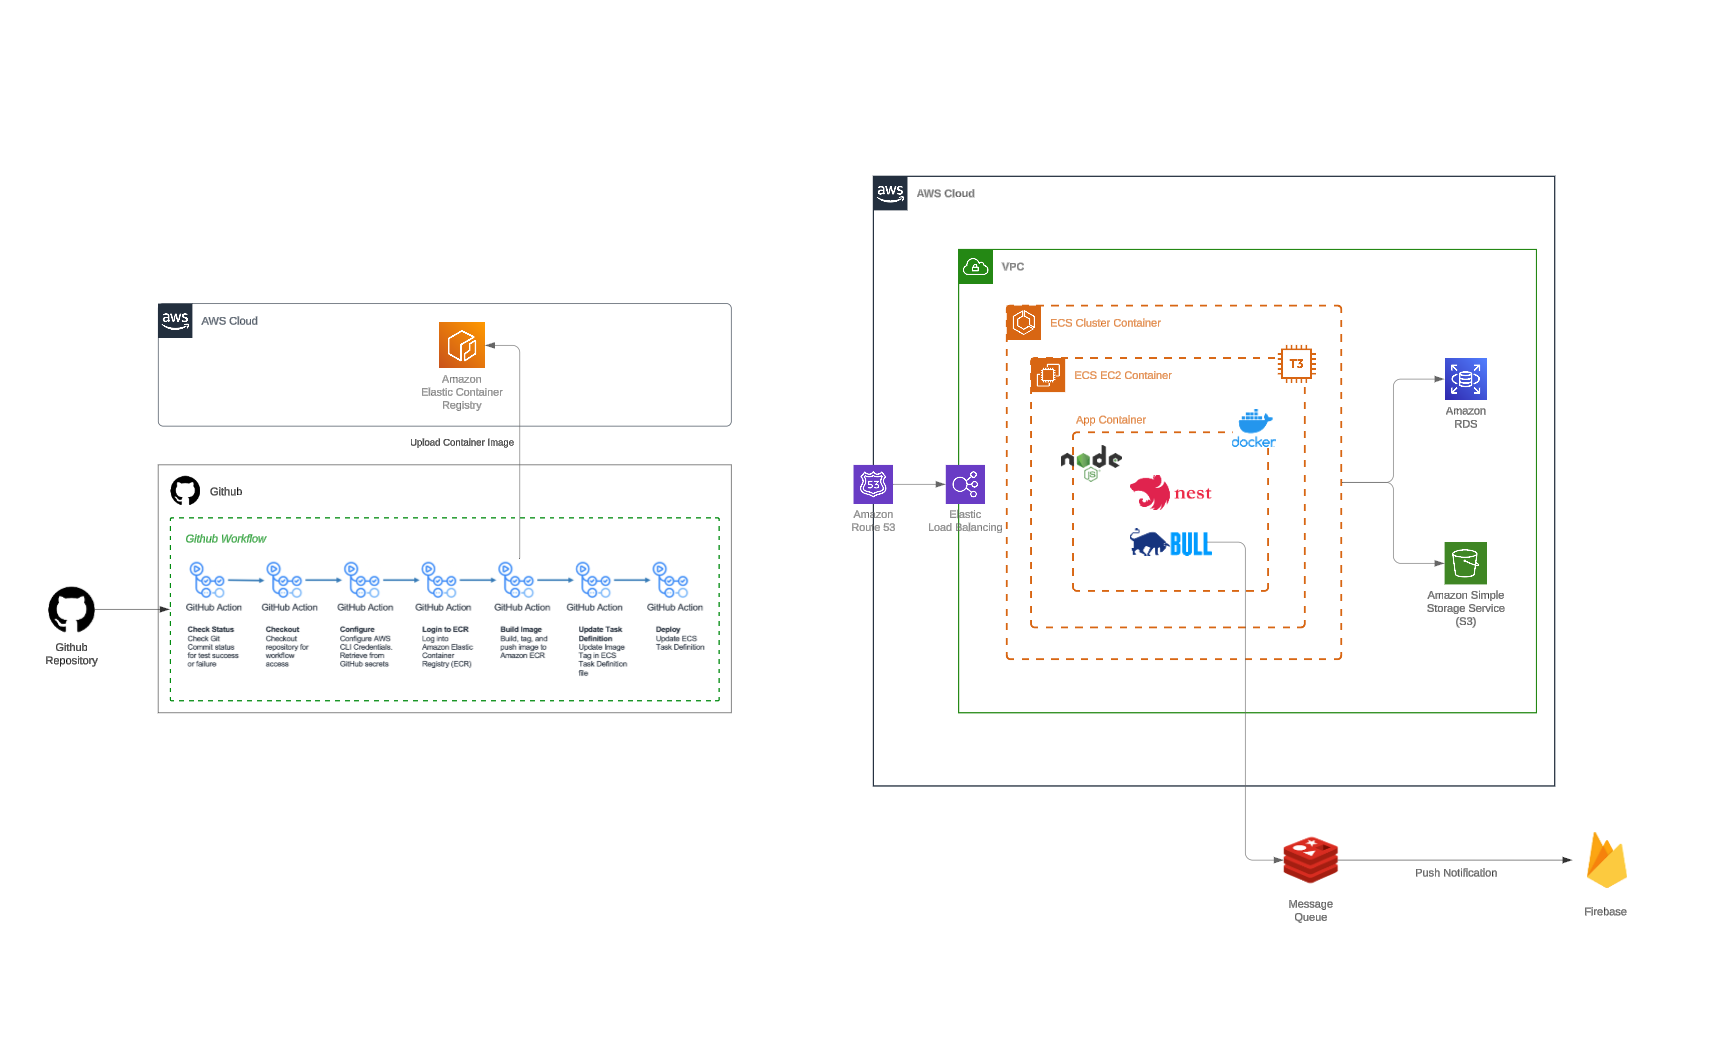 aws
AWS Cloud
Amazon
Elastic Container
Registry
Upload Container Image
Github
Github Workflow
GitHub Action
GitHub Action
GitHub Action
GitHub Action
GitHub Action
GitHub Action
GitHub Action
Check Status
Check Git
Commit status
for test success
or failure
Checkout
Checkout
repository for
workflow
access
Configure
Configure AWS
CLI Credentials.
Retrieve from
GitHub secrets
Login to ECR
Log into
Amazon Elastic
Container
Registry (ECR)
Build Image
Build, tag, and
push image to
Amazon ECR
Update Task
Definition
Update Image
Tag in ECS
Task Definition
file
Deploy
Update ECS
Task Definition
Github
Repository
aws
AWS Cloud
VPC
ECS Cluster Container
T3
ECS EC2 Container
App Container
docker
node
JS
nest
BULL
53
Amazon
Route 53
Elastic
Load Balancing
Amazon
RDS
Amazon Simple
Storage Service
(S3)
Message
Queue
Push Notification
Firebase